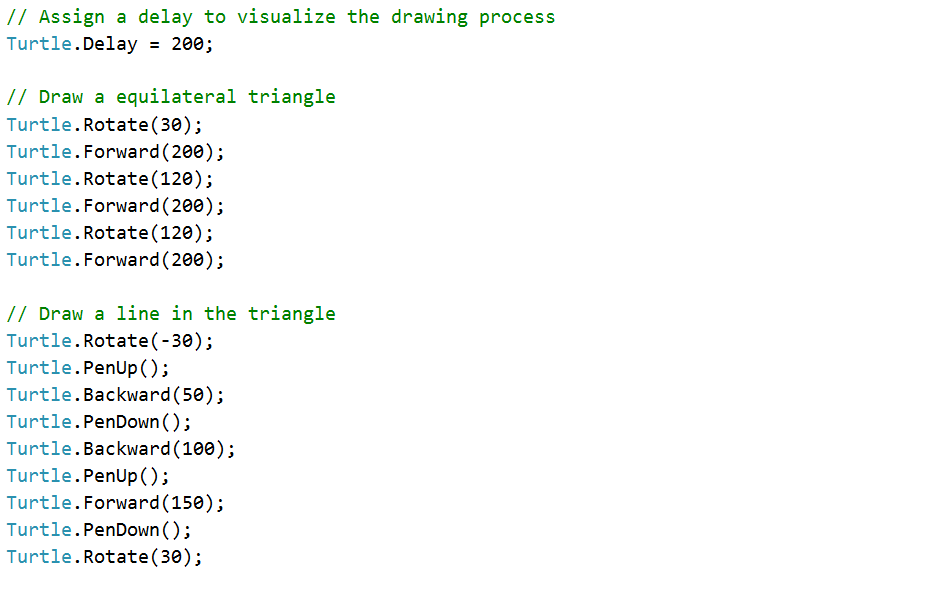 // Assign a delay to visualize the drawing process
Turtle.Delay = 200;

// Draw a equilateral triangle
Turtle.Rotate(30);
Turtle.Forward(200);
Turtle.Rotate(120);
Turtle.Forward(200);
Turtle.Rotate(120);
Turtle.Forward(200);

// Draw a line in the triangle
Turtle.Rotate(-30);
Turtle.PenUp();
Turtle.Backward(50);
Turtle.PenDown();
Turtle.Backward(100);
Turtle.PenUp();
Turtle.Forward(150);
Turtle.PenDown();
Turtle.Rotate(30);